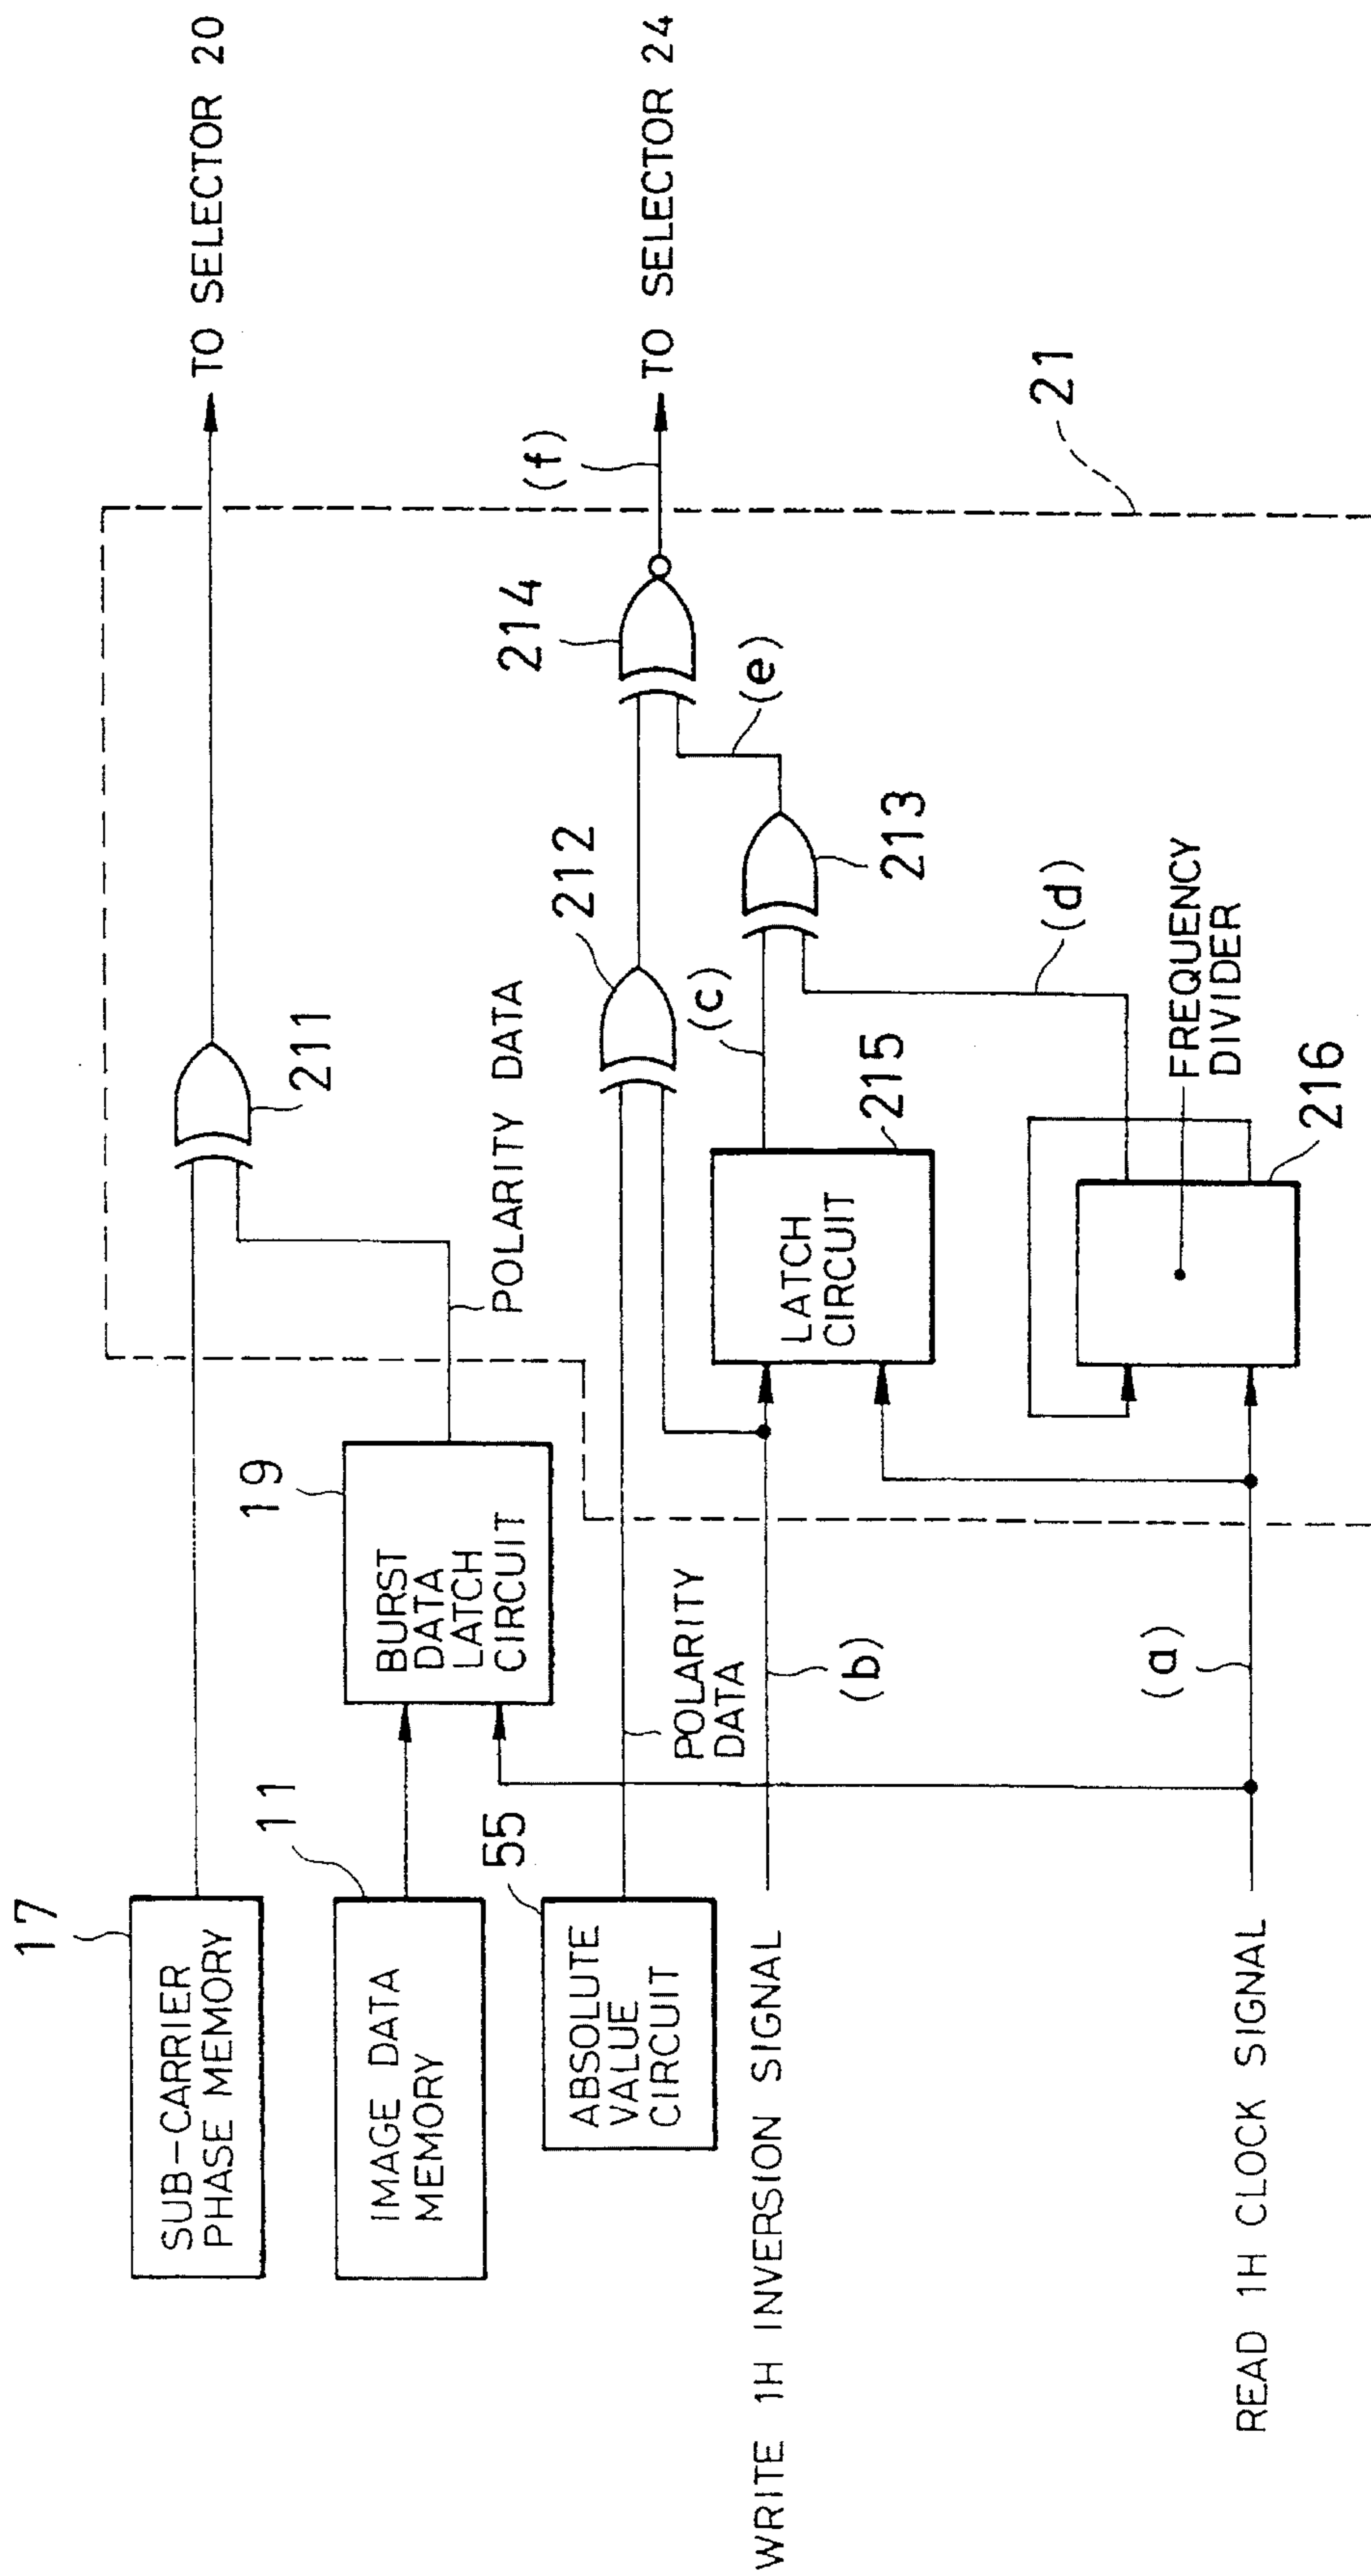 17
SUB-CARRIER
PHASE MEMORY
11
IMAGE DATA
MEMORY
55
ABSOLUTE
VALUE
CIRCUIT
WRITE 1H INVERSION SIGNAL
READ 1H CLOCK SIGNAL
19
BURST
DATA
LATCH
CIRCUIT
POLARITY
DATA
(b)
(a)
POLARITY DATA
211
212
LATCH
CIRCUIT
215
(c)
FREQUENCY
DIVIDER
216
(d)
213
(e)
214
(f)
21
TO SELECTOR 20
TO SELECTOR 24